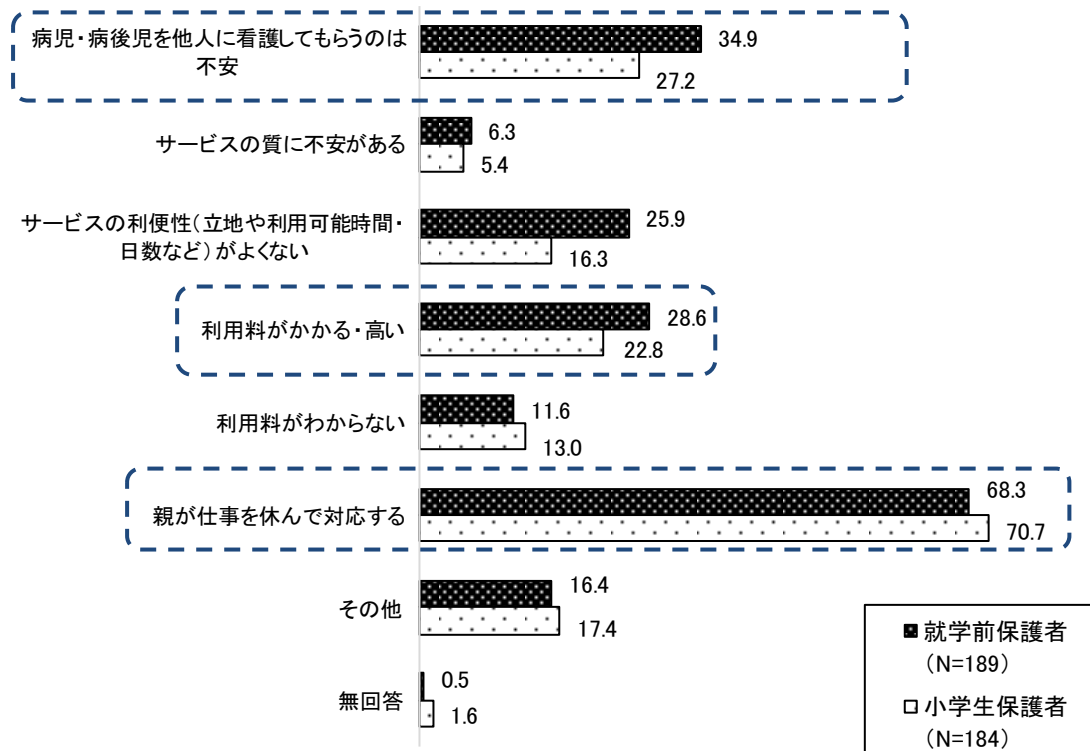 病児・病後児を他人に看護してもらうのは
不安
34.9
27.2
サービスの質に不安がある
6.3
5.4
サービスの利便性（立地や利用可能時間・
日数など）がよくない
25.9
16.3
利用料がかかる・高い
28.6
22.8
利用料がわからない
11.6
13.0
親が仕事を休んで対応する
68.3
70.7
その他
16.4
17.4
無回答
0.5
1.6
就学前保護者
（N=189）
小学生保護者
（N=184）